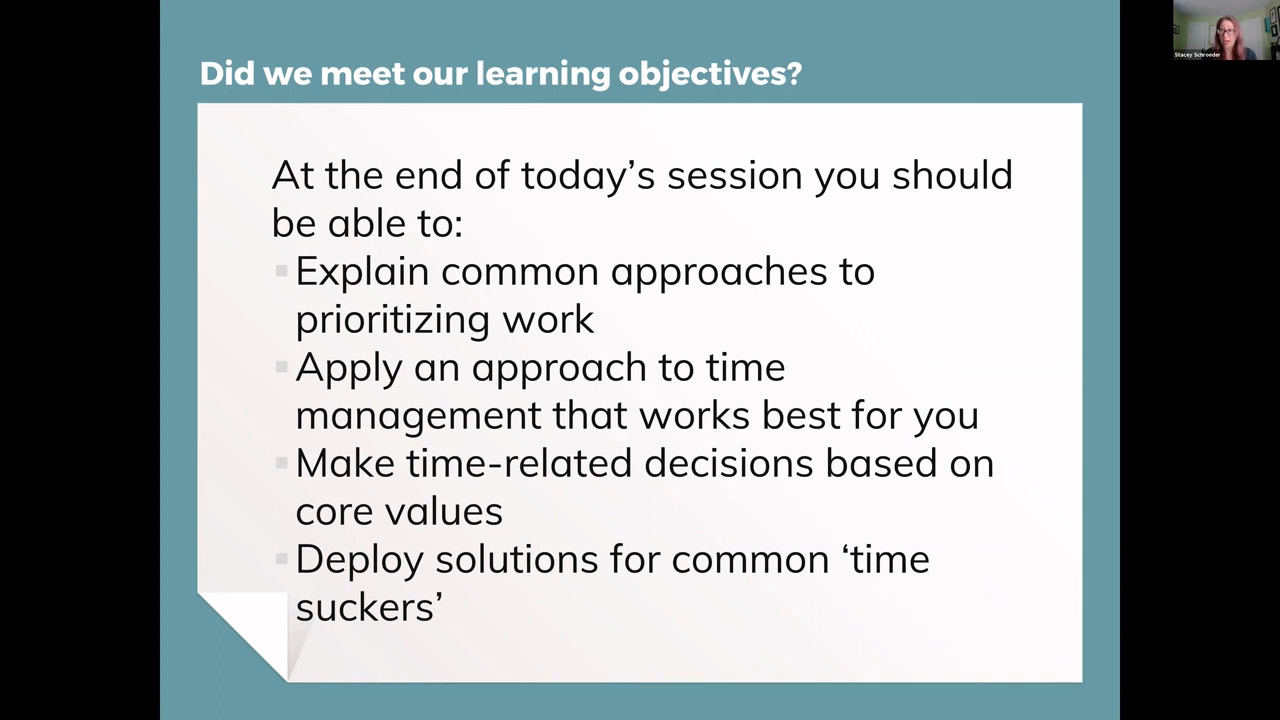 Did we meet our learning objectives?
Stacey Schroeder
At the end of today’s session you should
be able to:
Explain common approaches to
prioritizing work
Apply an approach to time
management that works best for you
Make time-related decisions based on
core values
Deploy solutions for common ‘time
suckers’